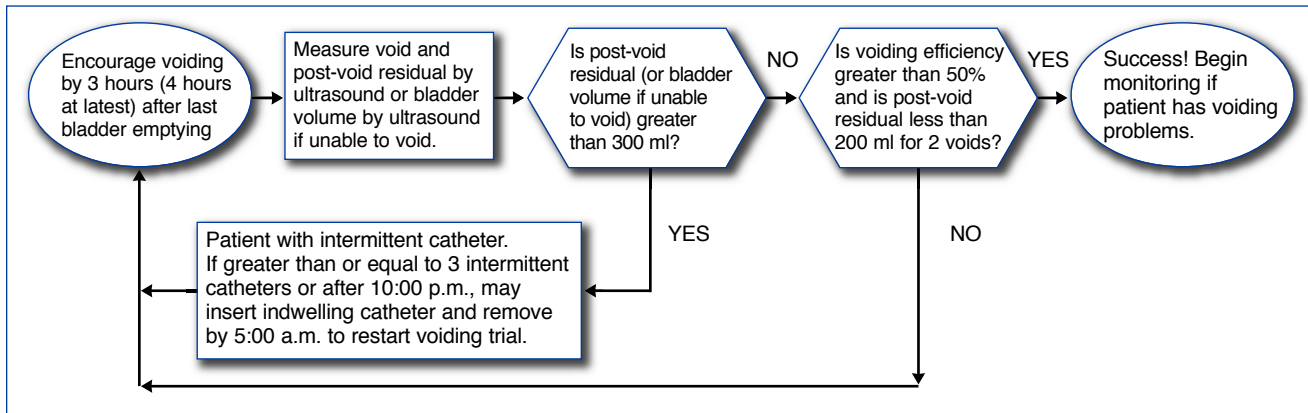 Encourage voiding
by 3 hours (4 hours
at latest) after last
bladder emptying
Measure void and
post-void residual by
ultrasound or bladder
volume by ultrasound
if unable to void.
Is post-void
residual (or bladder
volume if unable
to void) greater
than 300 ml?
NO
Is voiding efficiency
greater than 50%
and is post-void
residual less than
200 ml for 2 voids?
YES
Success! Begin
monitoring if
patient has voiding
problems.
YES
NO
Patient with intermittent catheter.
If greater than or equal to 3 intermittent
catheters or after 10:00 p.m., may
insert indwelling catheter and remove
by 5:00 a.m. to restart voiding trial.